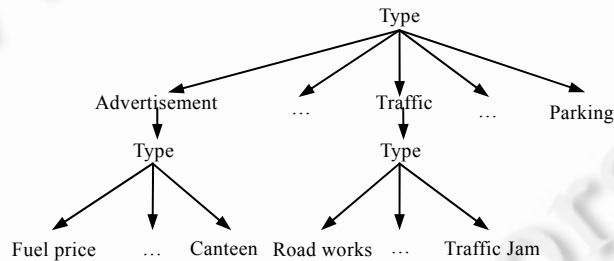 Type
Advertisement … Traffic … Parking
Type Type
Fuel price … Canteen Road works … Traffic Jam